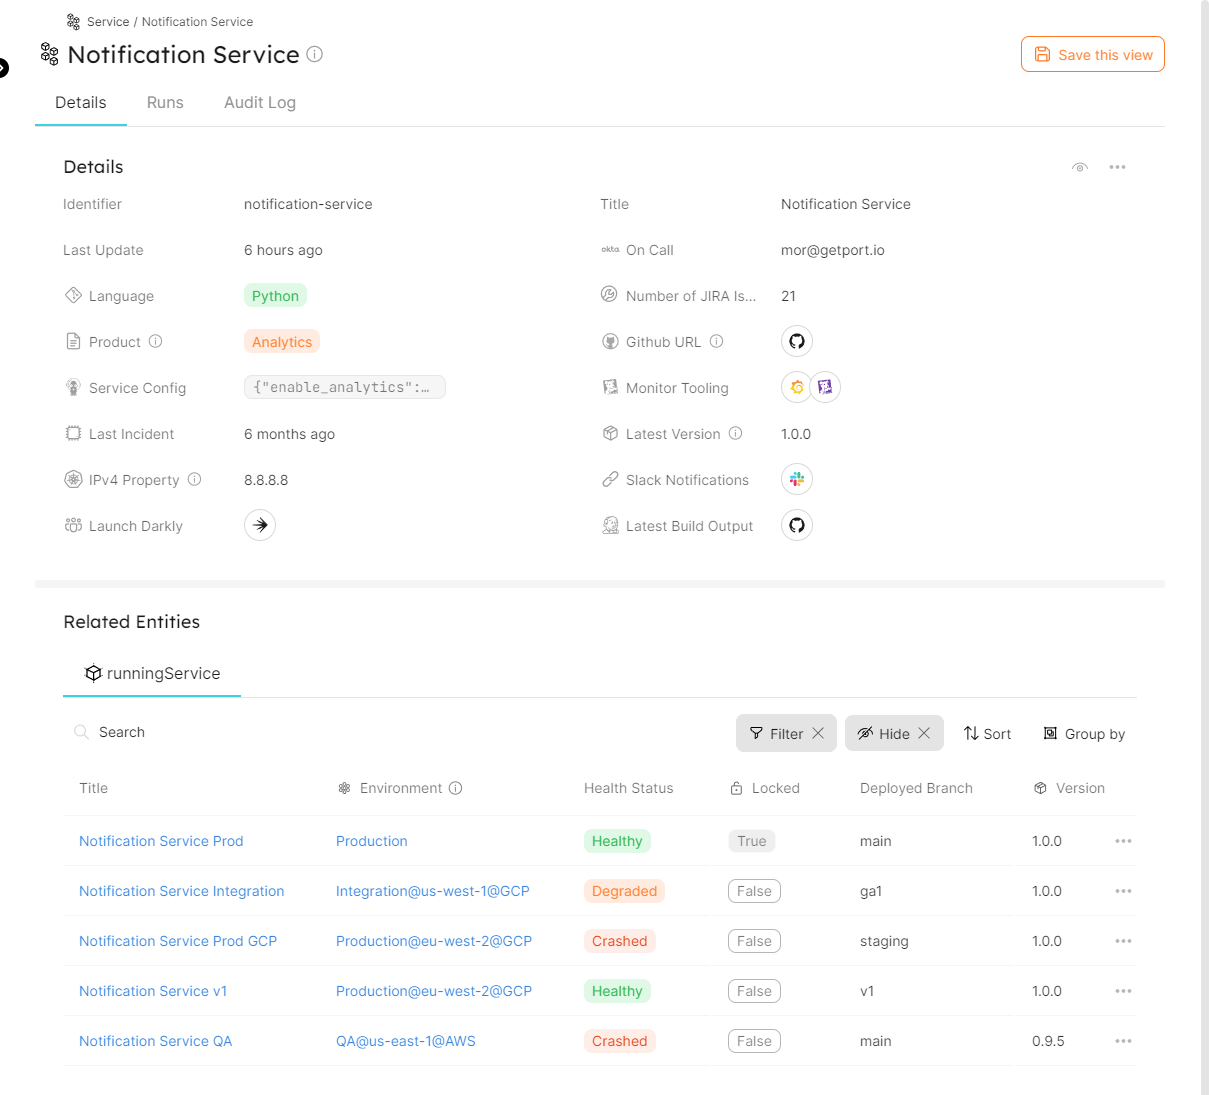 Service / Notification Service
Notification Service
Save this view
Details Runs Audit Log
Details
Identifier notification-service Title Notification Service
Last Update 6 hours ago okta On Call mor@getport.io
Language Python Number of JIRA Is... 21
Product Analytics Github URL
Service Config {"enable_analytics":… Monitor Tooling
Last Incident 6 months ago Latest Version 1.0.0
IPv4 Property 8.8.8.8 Slack Notifications
Launch Darkly Latest Build Output
Related Entities
runningService
Search Filter Hide Sort Group by
Title Environment Health Status Locked Deployed Branch Version
Notification Service Prod Production Healthy True main 1.0.0
Notification Service Integration Integration@us-west-1@GCP Degraded False ga1 1.0.0
Notification Service Prod GCP Production@eu-west-2@GCP Crashed False staging 1.0.0
Notification Service v1 Production@eu-west-2@GCP Healthy False v1 1.0.0
Notification Service QA QA@us-east-1@AWS Crashed False main 0.9.5